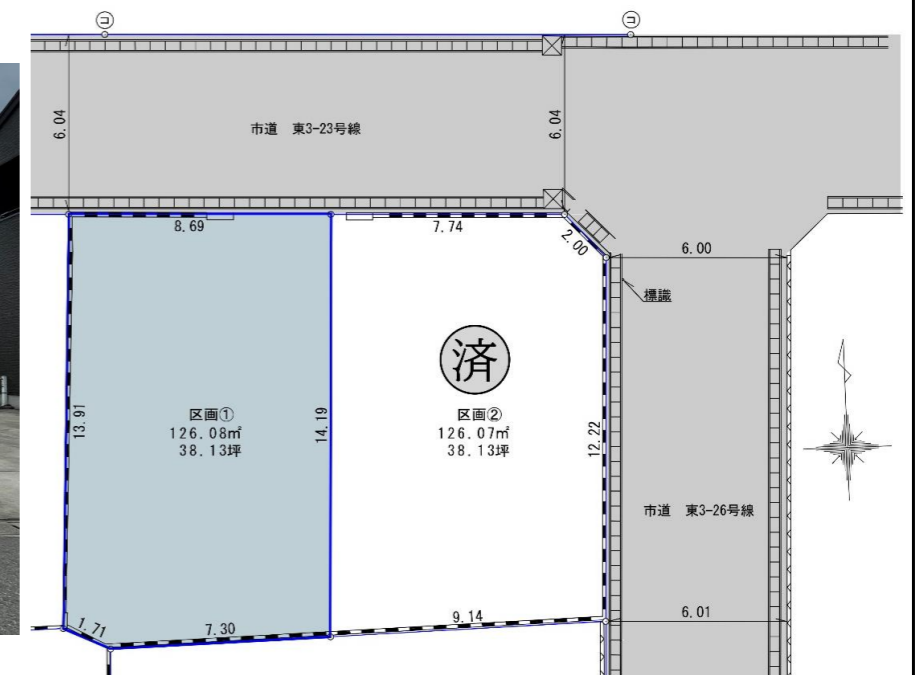 ㋙
㋙
6.04
市道 東3-23号線
6.04
8.69
7.74
2.00
6.00
標識
済
13.91
区画①
126.08㎡
38.13坪
14.19
区画②
126.07㎡
38.13坪
12.22
市道 東3-26号線
1.71
7.30
9.14
6.01